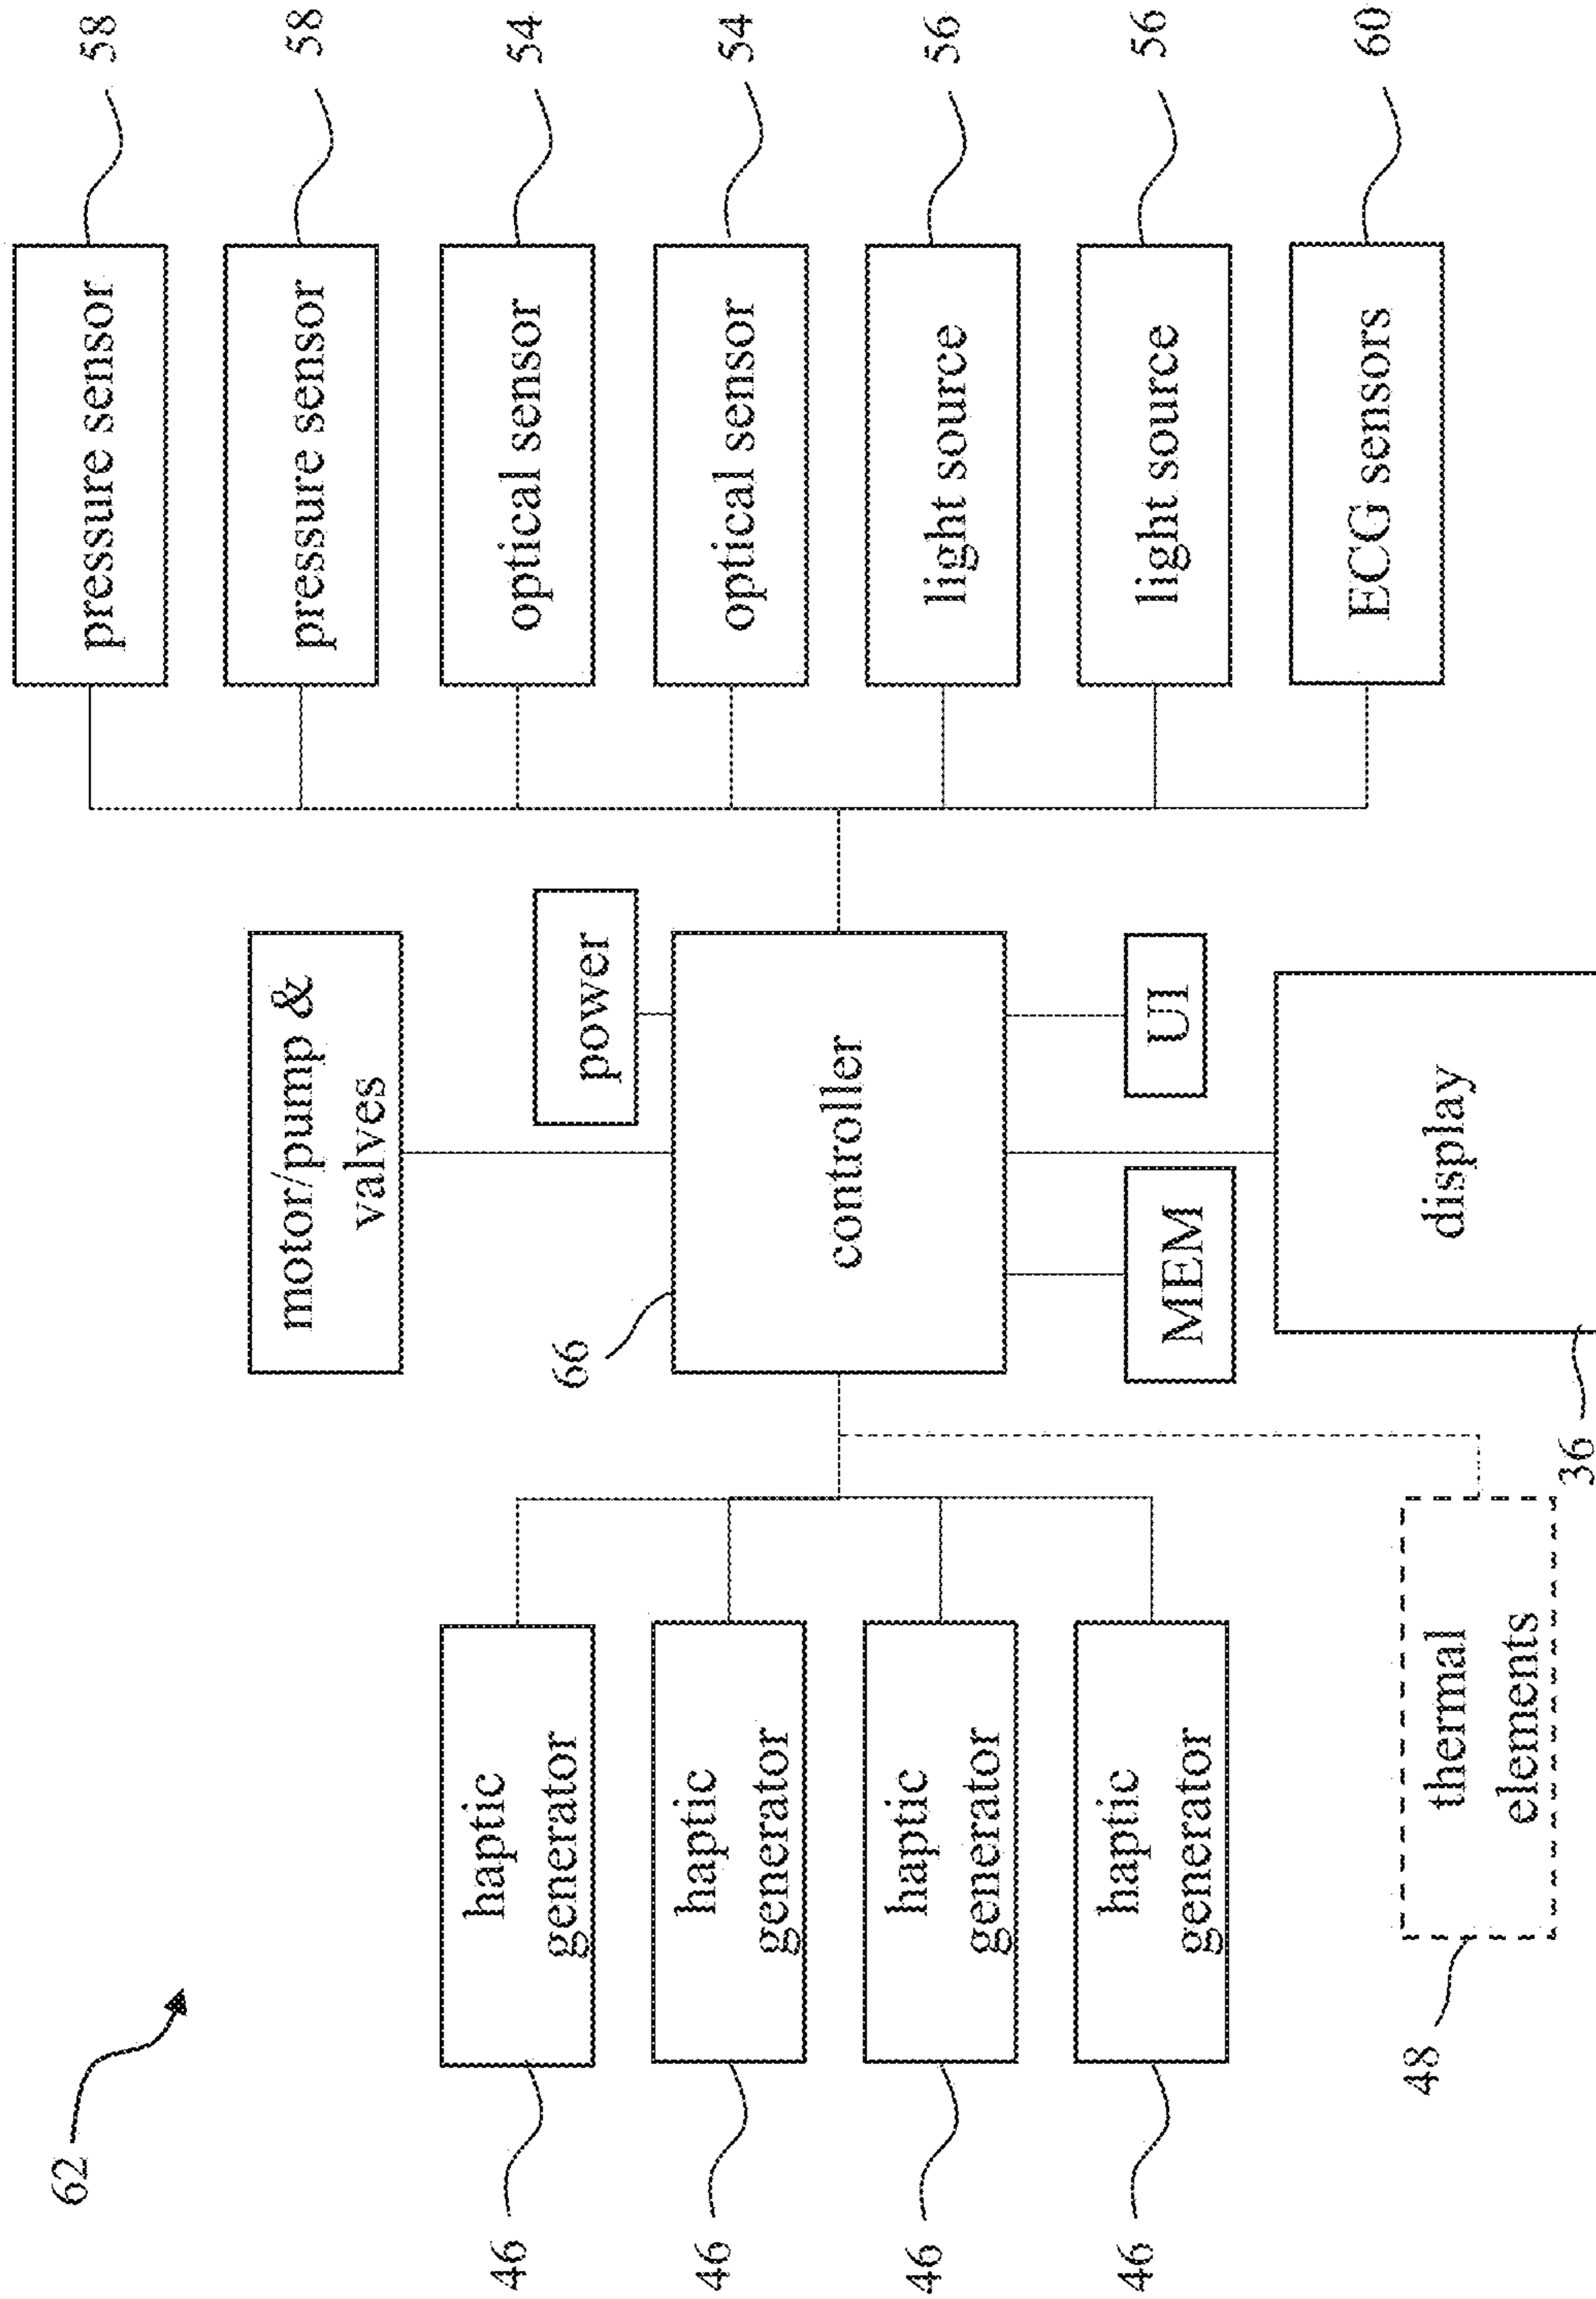 62
motor/pump &
valves
power
66
controller
MEM
UI
display
36
46
haptic
generator
46
haptic
generator
46
haptic
generator
46
haptic
generator
48
thermal
elements
pressure sensor
58
pressure sensor
58
optical sensor
54
optical sensor
54
light source
56
light source
56
ECG sensors
60